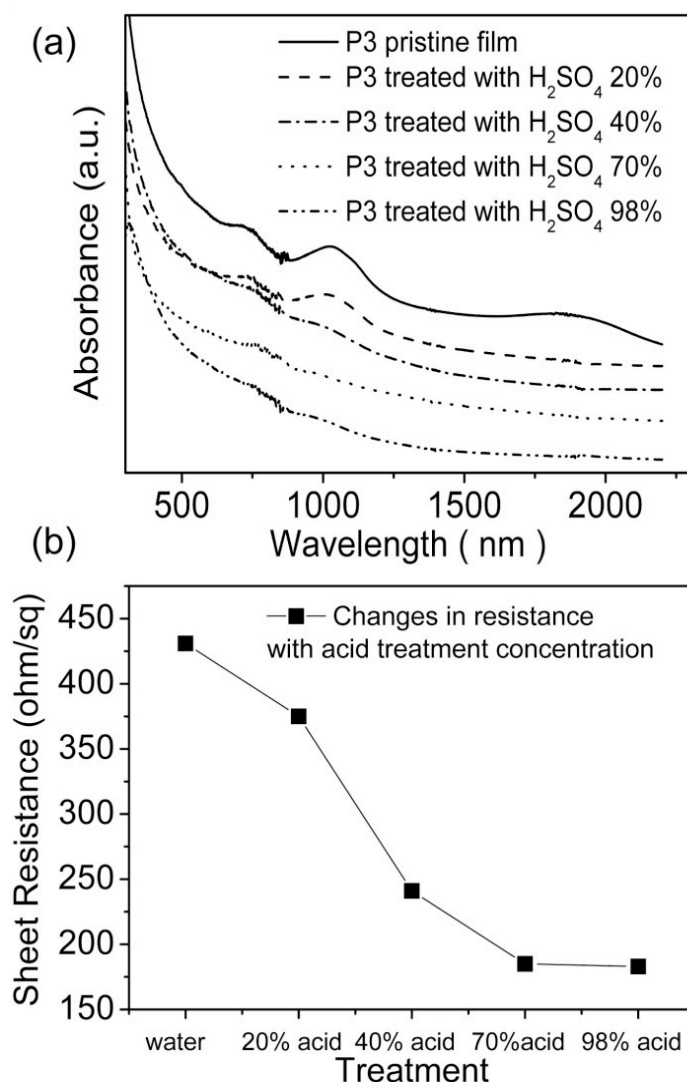 (a)
P3 pristine film
P3 treated with H₂SO₄ 20%
P3 treated with H₂SO₄ 40%
P3 treated with H₂SO₄ 70%
P3 treated with H₂SO₄ 98%
Absorbance (a.u.)
500 1000 1500 2000
Wavelength ( nm )
(b)
Changes in resistance
with acid treatment concentration
Sheet Resistance (ohm/sq)
450
400
350
300
250
200
150
water 20% acid 40% acid 70%acid 98% acid
Treatment